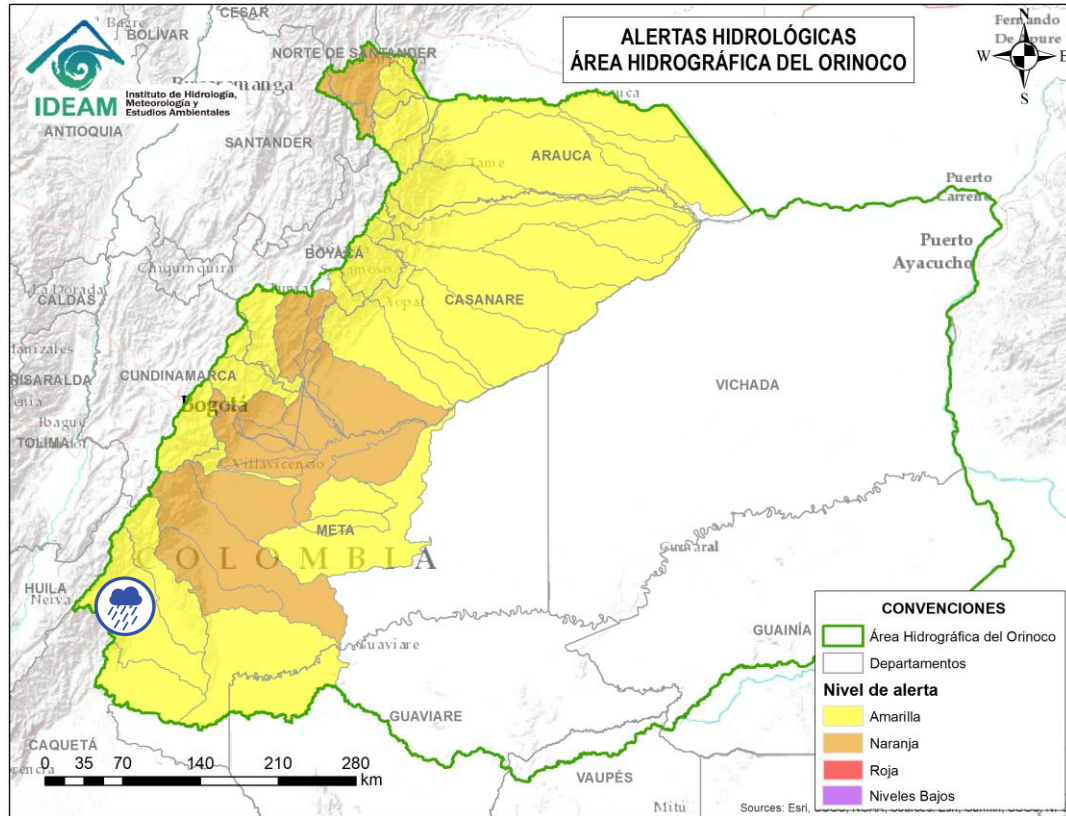 ALERTAS HIDROLÓGICAS
ÁREA HIDROGRÁFICA DEL ORINOCO
N
W
E
S
IDEAM
Instituto de Hidrología,
Meteorología y
Estudios Ambientales
CESAR
Bagre
BOLÍVAR
NORTE DE SANTANDER
ANTIOQUIA
SANTANDER
ARAUCA
Tame
Puerto
Carreño
Puerto
Ayacucho
BOYACÁ
Chiquinquira
La Dorada
CALDAS
Yopal
CASANARE
VICHADA
RISARALDA
CUNDINAMARCA
Bogotá
Ibagué
TOLIMA
Villavicencio
META
COLOMBIA
HUILA
Neiva
Guaviare
GUAINÍA
GUAVIARE
CAQUETÁ
VAUPÉS
Mitú
0 35 70 140 210 280
km
CONVENCIONES
Área Hidrográfica del Orinoco
Departamentos
Nivel de alerta
Amarilla
Naranja
Roja
Niveles Bajos
Sources: Esri,